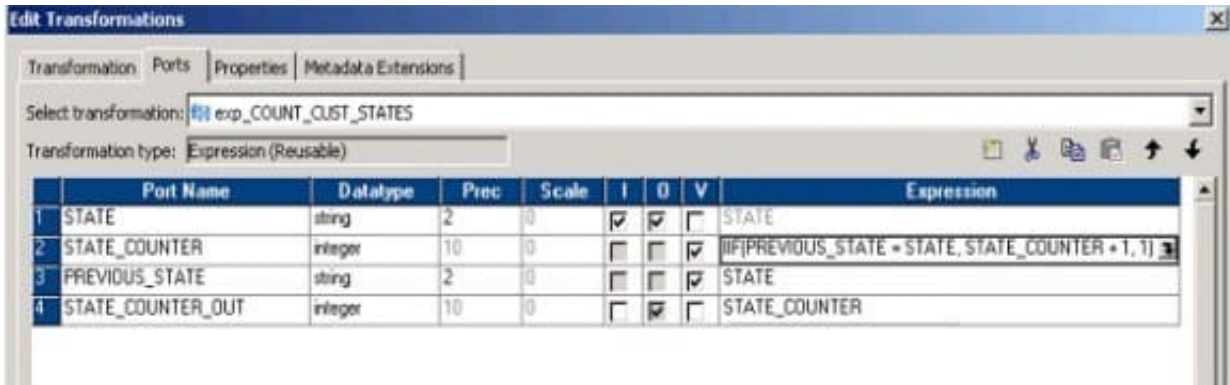 Edit Transformations
Transformation Ports Properties Metadata Extensions
Select transformation: exp_COUNT_CUST_STATES
Transformation type: Expression (Reusable)
Port Name Datatype Prec Scale I O V Expression
1 STATE string 2 0 STATE
2 STATE_COUNTER integer 10 0 IIF(PREVIOUS_STATE = STATE, STATE_COUNTER + 1, 1)
3 PREVIOUS_STATE string 2 0 STATE
4 STATE_COUNTER_OUT integer 10 0 STATE_COUNTER